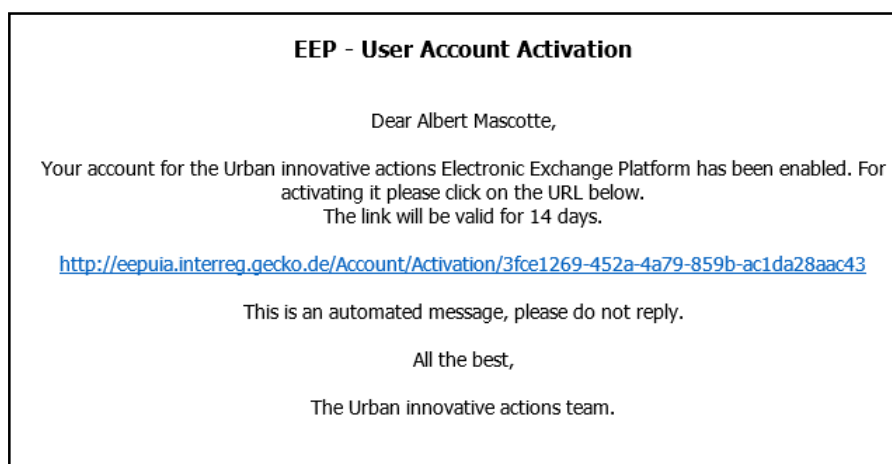 EEP - User Account Activation
Dear Albert Mascotte,
Your account for the Urban innovative actions Electronic Exchange Platform has been enabled. For
activating it please click on the URL below.
The link will be valid for 14 days.
http://eepuia.interreg.gecko.de/Account/Activation/3fce1269-452a-4a79-859b-ac1da28aac43
This is an automated message, please do not reply.
All the best,
The Urban innovative actions team.